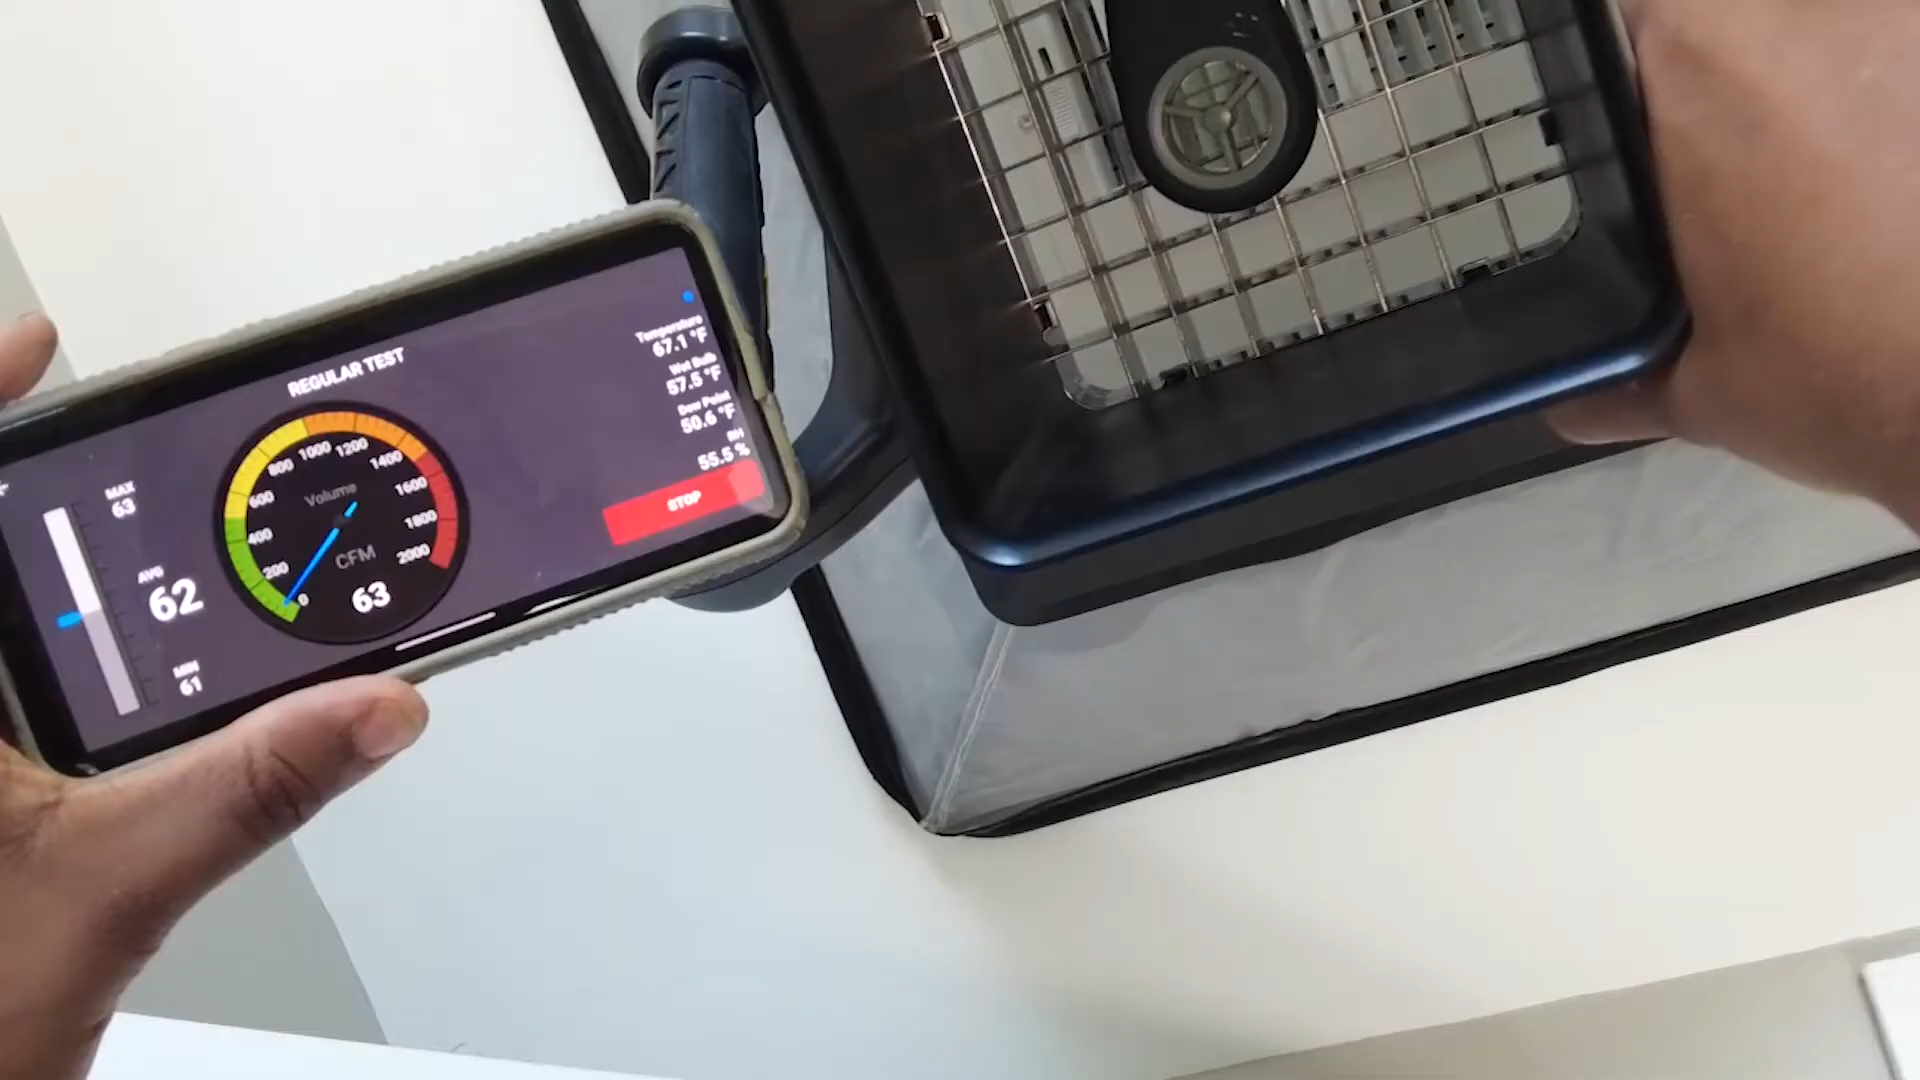 REGULAR TEST
MAX
63
AVG
62
MIN
61
0
200
400
600
800
1000
1200
1400
1600
1800
2000
Volume
CFM
63
Temperature
67.1 °F
Wet Bulb
57.5 °F
Dew Point
50.6 °F
RH
55.5 %
STOP